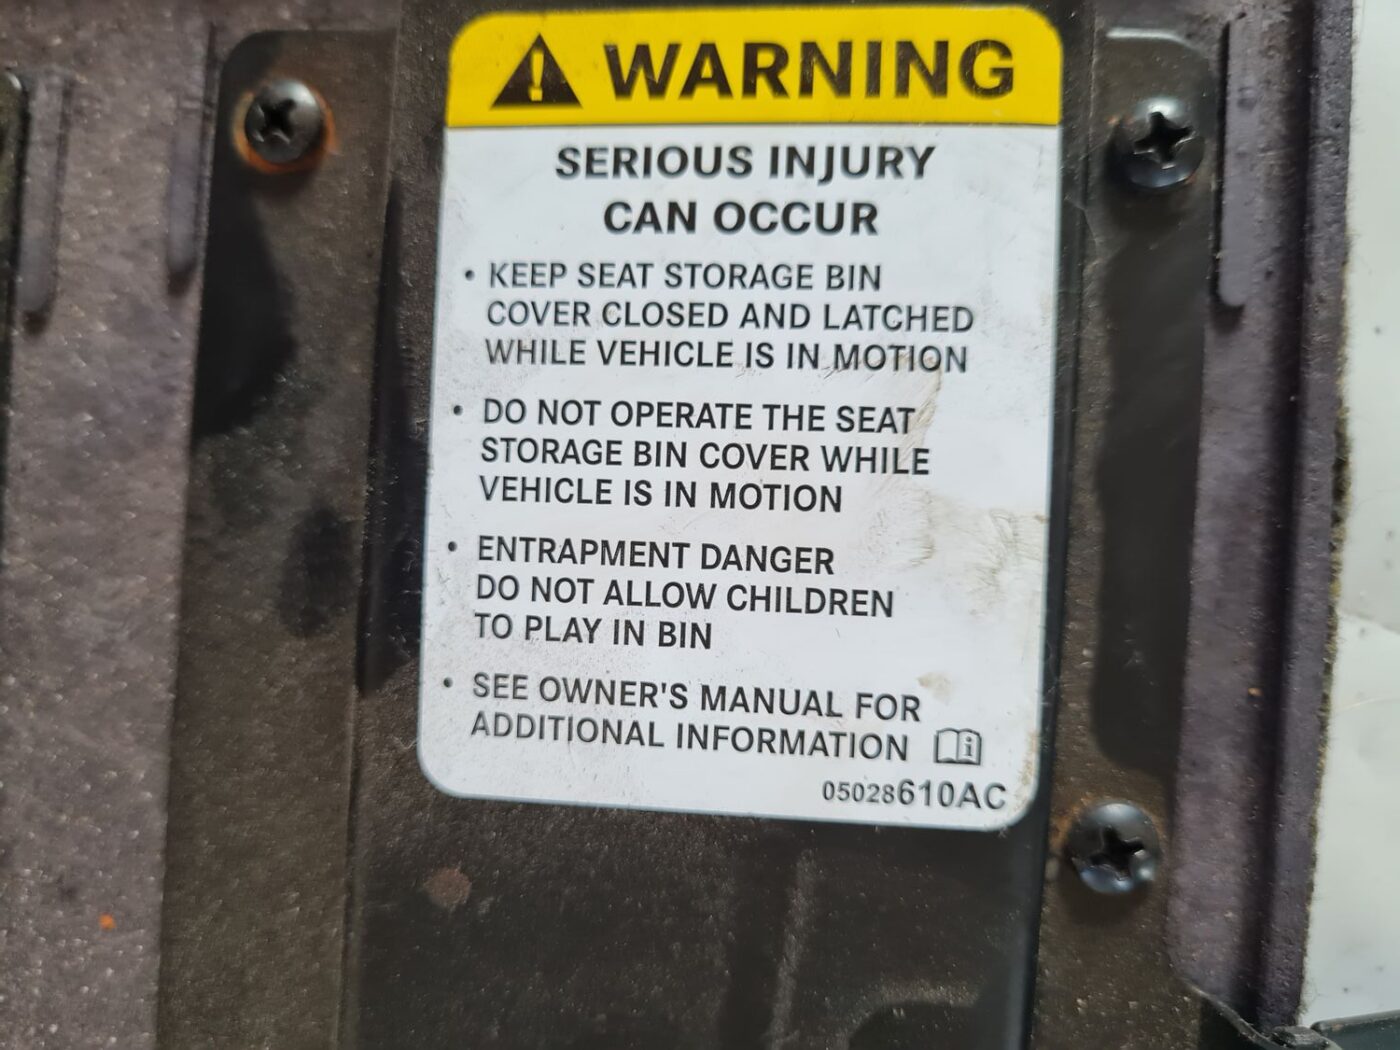 WARNING
SERIOUS INJURY
CAN OCCUR
• KEEP SEAT STORAGE BIN
COVER CLOSED AND LATCHED
WHILE VEHICLE IS IN MOTION
• DO NOT OPERATE THE SEAT
STORAGE BIN COVER WHILE
VEHICLE IS IN MOTION
• ENTRAPMENT DANGER
DO NOT ALLOW CHILDREN
TO PLAY IN BIN
• SEE OWNER'S MANUAL FOR
ADDITIONAL INFORMATION
05028610AC